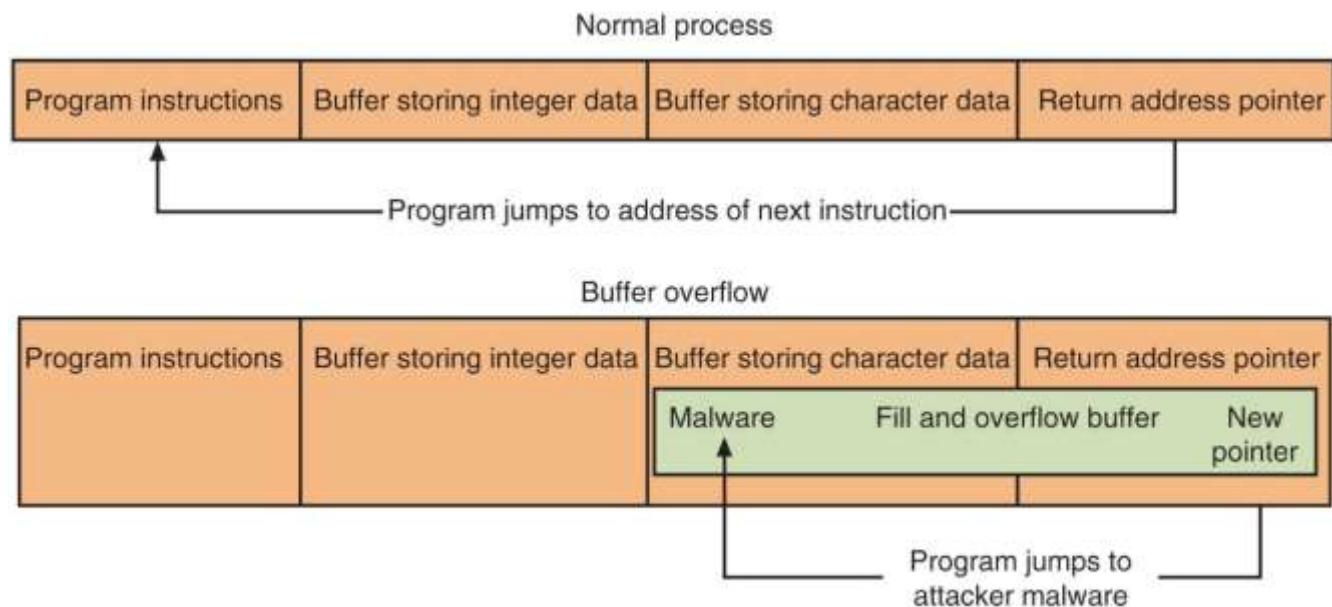 Normal process
Program instructions Buffer storing integer data Buffer storing character data Return address pointer
Program jumps to address of next instruction
Buffer overflow
Program instructions Buffer storing integer data Buffer storing character data Return address pointer
Malware Fill and overflow buffer New
pointer
Program jumps to
attacker malware